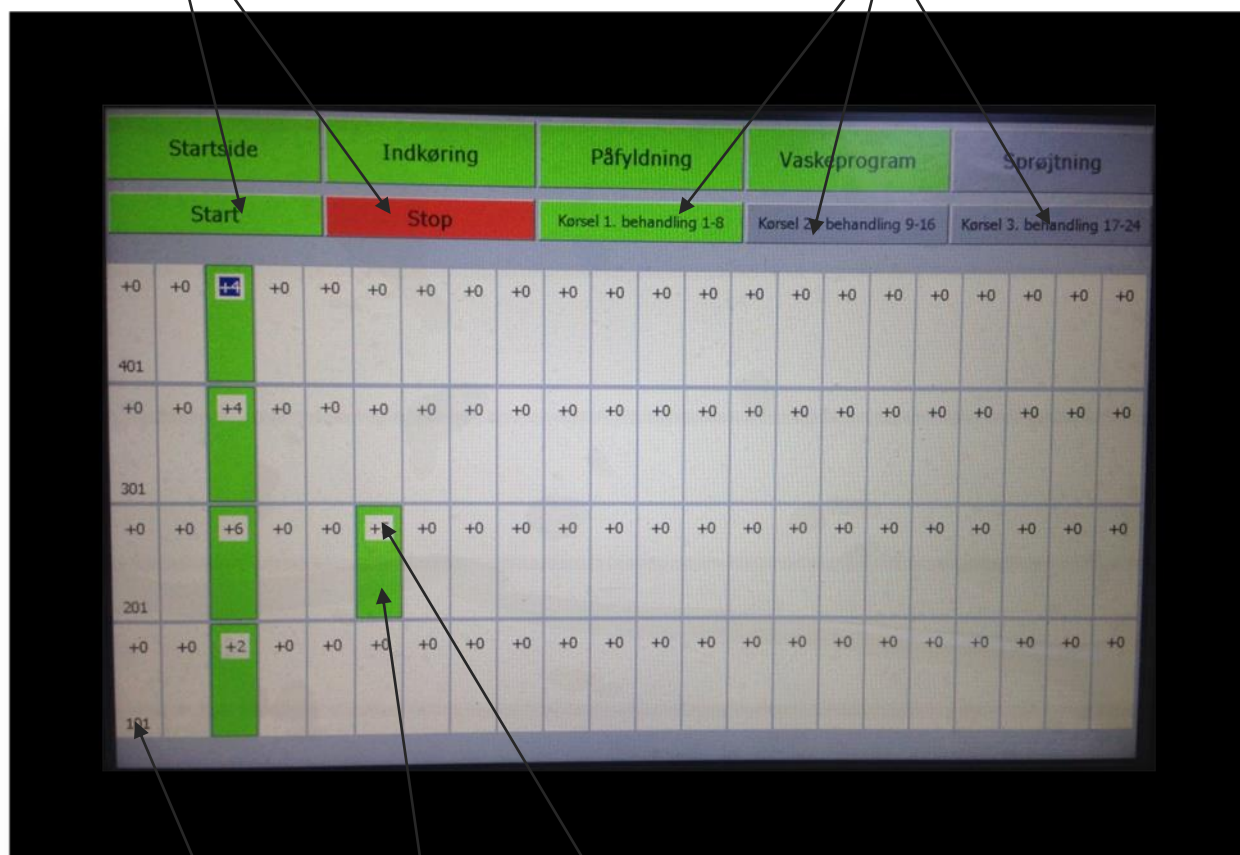 Startside Indkøring Påfyldning Vaskeprogram Sprøjtning
Start Stop Kørsel 1. behandling 1-8 Kørsel 2. behandling 9-16 Kørsel 3. behandling 17-24
+0 +0 +4 +0 +0 +0 +0 +0 +0 +0 +0 +0 +0 +0 +0 +0 +0 +0 +0 +0 +0 +0
401
+0 +0 +4 +0 +0 +0 +0 +0 +0 +0 +0 +0 +0 +0 +0 +0 +0 +0 +0 +0 +0 +0
301
+0 +0 +6 +0 +0 +0 +0 +0 +0 +0 +0 +0 +0 +0 +0 +0 +0 +0 +0 +0 +0
201
+0 +0 +2 +0 +0 +0 +0 +0 +0 +0 +0 +0 +0 +0 +0 +0 +0 +0 +0 +0 +0 +0
101